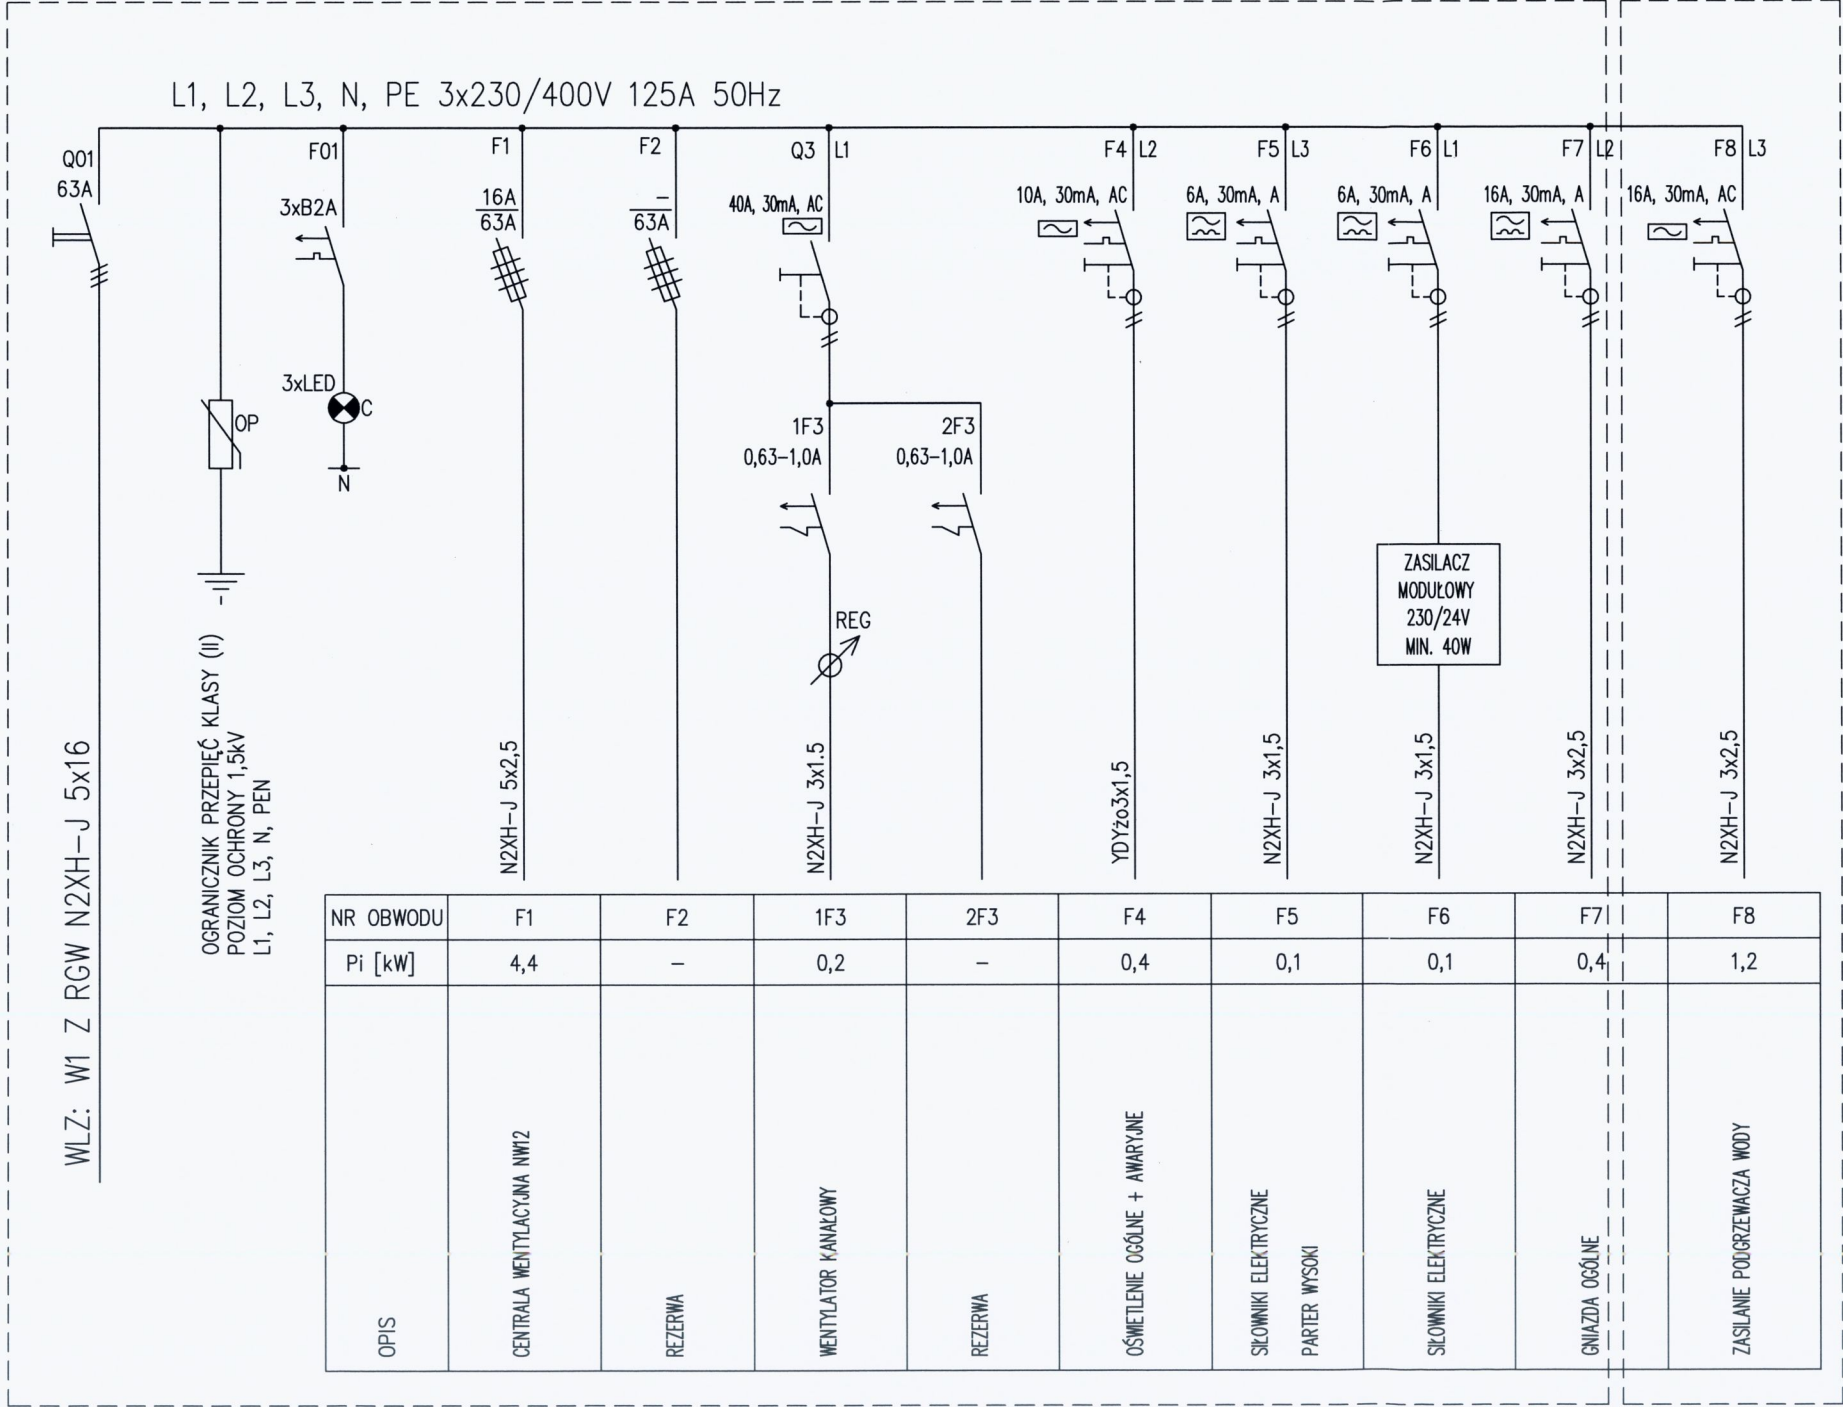 L1, L2, L3, N, PE 3x230/400V 125A 50Hz
Q01
63A
F01
3xB2A
3xLED
C
N
OP
F1
16A
63A
F2
–
63A
Q3
L1
40A, 30mA, AC
1F3
0,63–1,0A
2F3
0,63–1,0A
REG
F4
L2
10A, 30mA, AC
F5
L3
6A, 30mA, A
F6
L1
6A, 30mA, A
F7
L2
16A, 30mA, A
F8
L3
16A, 30mA, AC
ZASILACZ
MODUŁOWY
230/24V
MIN. 40W
WLZ: W1 Z RGW N2XH–J 5x16
OGRANICZNIK PRZEPIĘĆ KLASY (II)
POZIOM OCHRONY 1,5kV
L1, L2, L3, N, PEN
N2XH–J 5x2,5
N2XH–J 3x1.5
YDYżo3x1,5
N2XH–J 3x1,5
N2XH–J 3x1,5
N2XH–J 3x2,5
N2XH–J 3x2,5
NR OBWODU F1 F2 1F3 2F3 F4 F5 F6 F7 F8
Pi [kW] 4,4 – 0,2 – 0,4 0,1 0,1 0,4 1,2
OPIS
CENTRALA WENTYLACYJNA NW12
REZERWA
WENTYLATOR KANAŁOWY
REZERWA
OŚWIETLENIE OGÓLNE + AWARYJNE
SIŁOWNIKI ELEKTRYCZNE
PARTER WYSOKI
SIŁOWNIKI ELEKTRYCZNE
GNIAZDA OGÓLNE
ZASILANIE PODGRZEWACZA WODY